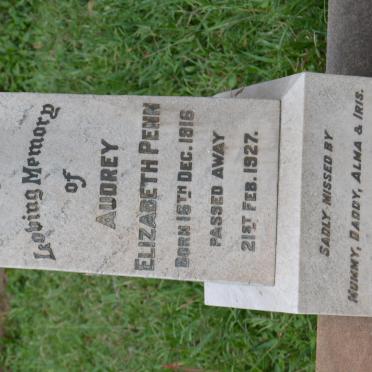 Loving Memory
of
AUDREY
ELIZABETH PENN
BORN 16TH DEC. 1916
PASSED AWAY
21ST FEB. 1927.
SADLY MISSED BY
MUMMY, DADDY, ALMA & IRIS.